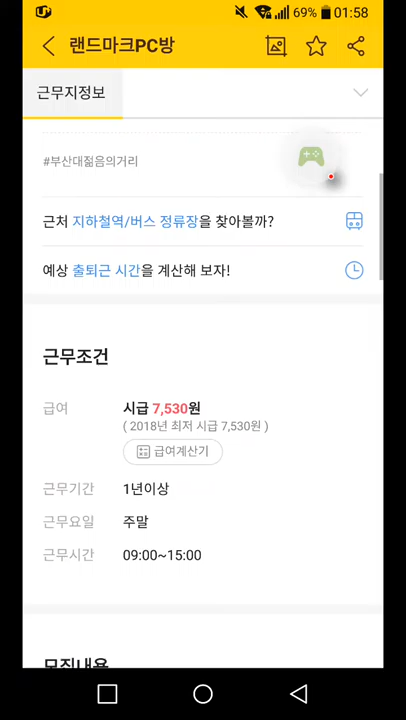 69% 01:58
랜드마크PC방
근무지정보
#부산대젊음의거리
근처 지하철역/버스 정류장을 찾아볼까?
예상 출퇴근 시간을 계산해 보자!
근무조건
급여 시급 7,530원
( 2018년 최저 시급 7,530원 )
급여계산기
근무기간 1년이상
근무요일 주말
근무시간 09:00~15:00
모집내용